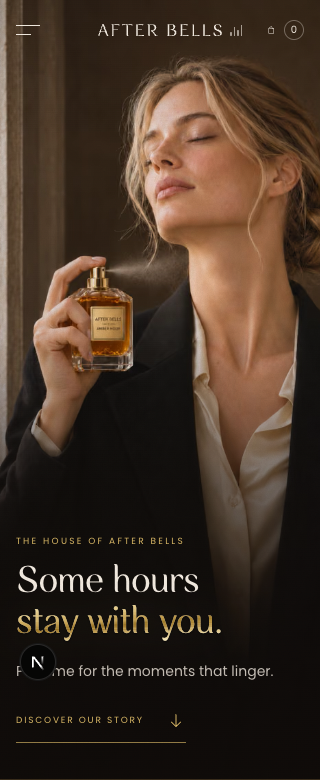 AFTER BELLS
0
AFTER BELLS
AMBER
THE HOUSE OF AFTER BELLS
Some hours
stay with you.
N
me for the moments that linger.
DISCOVER OUR STORY